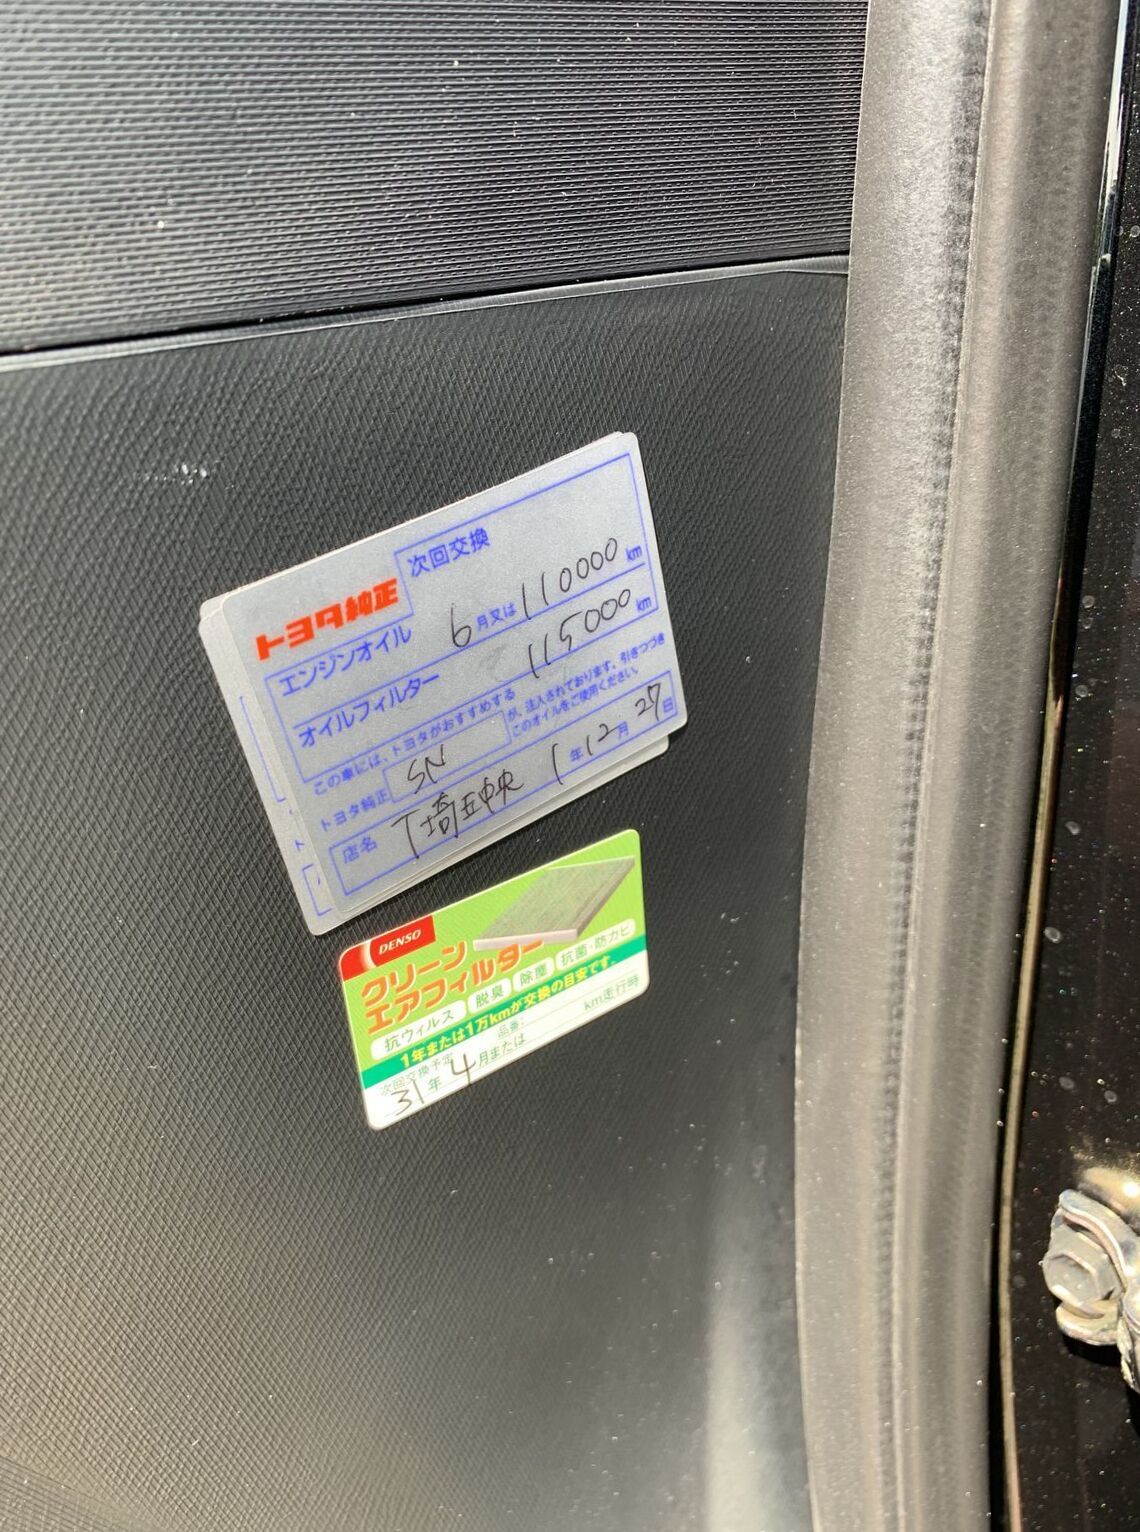 トヨタ純正
次回交換
エンジンオイル 6月又は110000km
オイルフィルター 115000km
この車には、トヨタがおすすめする
トヨタ純正 SN が、注入されております。引きつづき
このオイルをご使用ください。
店名 T埼玉中央 1年12月27日
DENSO
クリーン
エアフィルター
抗ウィルス 脱臭 除塵 抗菌・防カビ
1年または1万kmが交換の目安です。
品番:
次回交換予定 31年4月または km走行時